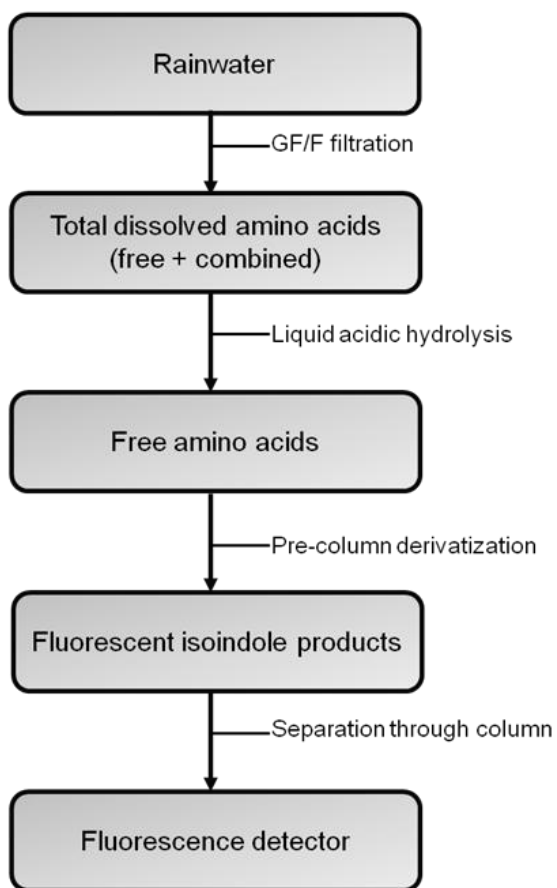 Rainwater
GF/F filtration
Total dissolved amino acids
(free + combined)
Liquid acidic hydrolysis
Free amino acids
Pre-column derivatization
Fluorescent isoindole products
Separation through column
Fluorescence detector